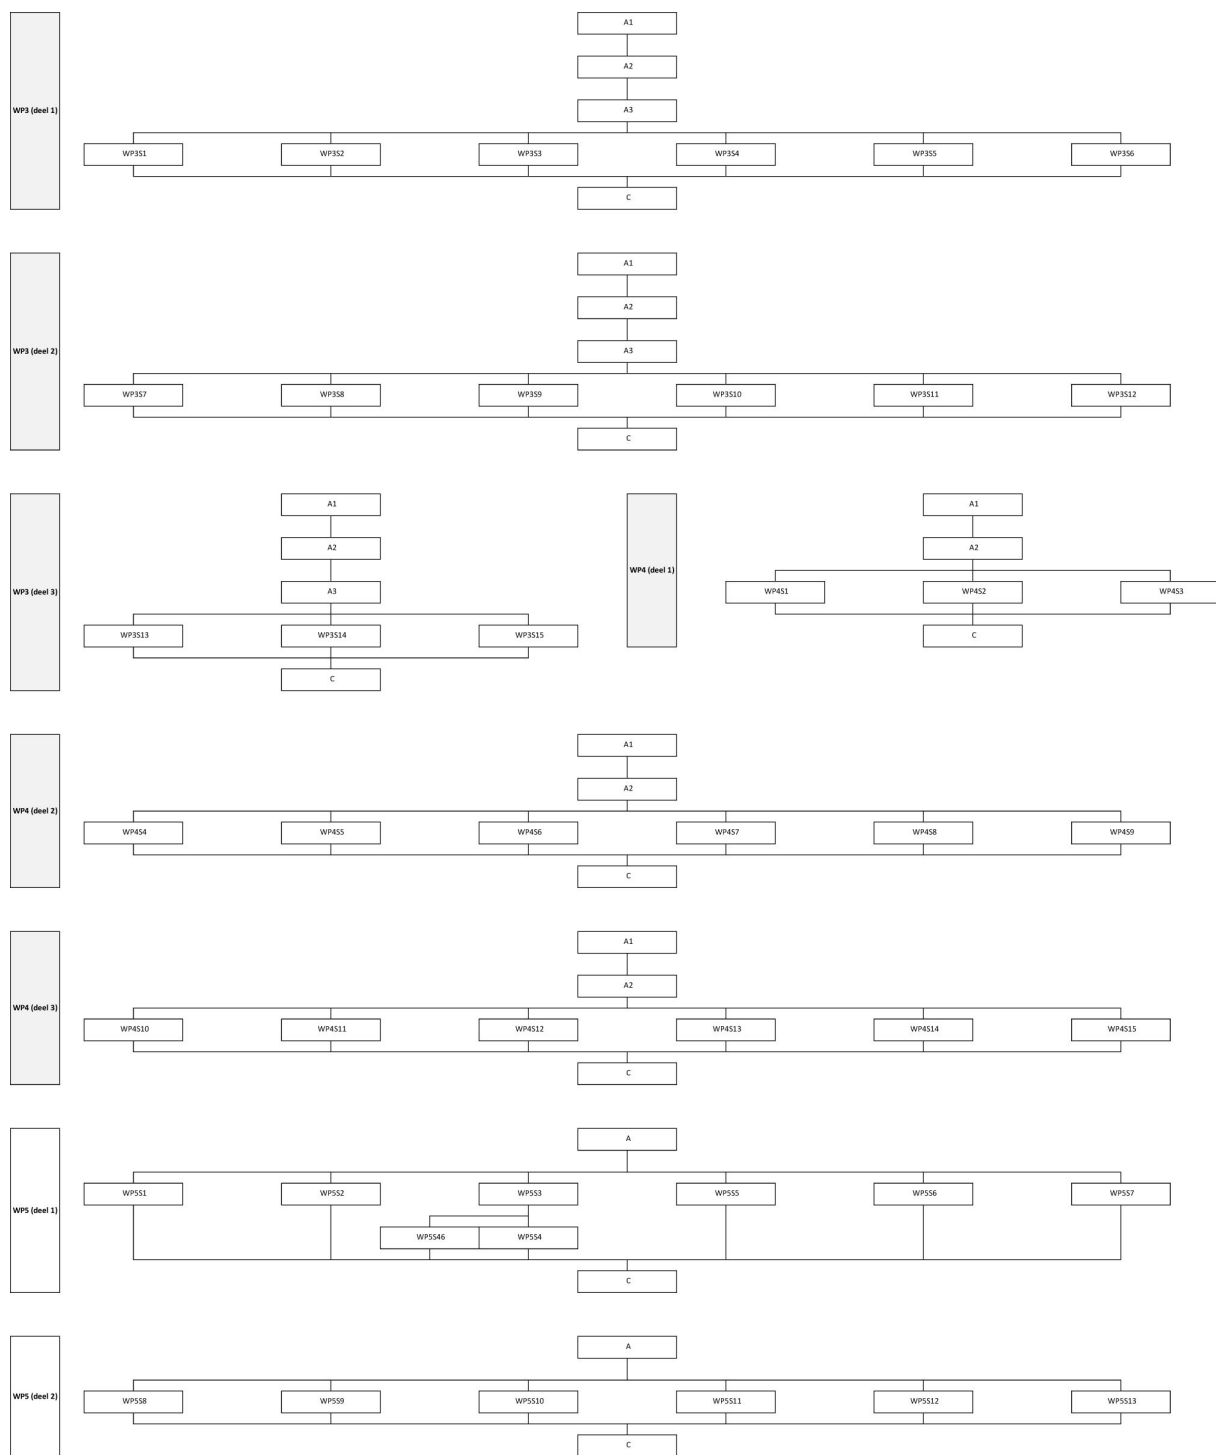 WP3 (deel 1)
A1
A2
A3
WP3S1 WP3S2 WP3S3 WP3S4 WP3S5 WP3S6
C
WP3 (deel 2)
A1
A2
A3
WP3S7 WP3S8 WP3S9 WP3S10 WP3S11 WP3S12
C
WP3 (deel 3)
A1
A2
A3
WP3S13 WP3S14 WP3S15
C
WP4 (deel 1)
A1
A2
WP4S1 WP4S2 WP4S3
C
WP4 (deel 2)
A1
A2
WP4S4 WP4S5 WP4S6 WP4S7 WP4S8 WP4S9
C
WP4 (deel 3)
A1
A2
WP4S10 WP4S11 WP4S12 WP4S13 WP4S14 WP4S15
C
WP5 (deel 1)
A
WP5S1 WP5S2 WP5S3 WP5S5 WP5S6 WP5S7
WP5S46 WP5S4
C
WP5 (deel 2)
A
WP5S8 WP5S9 WP5S10 WP5S11 WP5S12 WP5S13
C